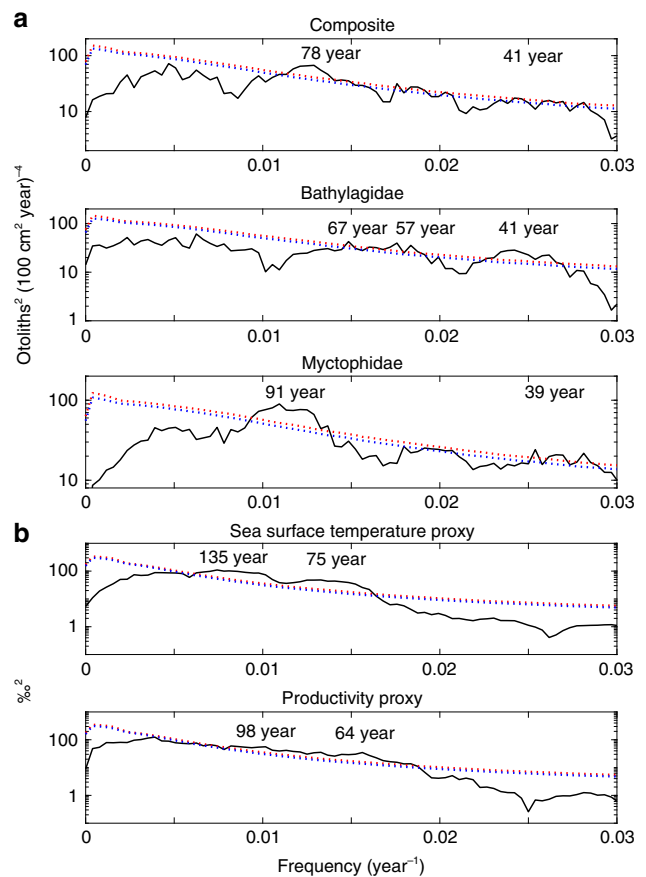 a
Composite
78 year 41 year
100
10
0 0.01 0.02 0.03
Otoliths² (100 cm² year)⁻⁴
Bathylagidae
67 year 57 year 41 year
100
10
1
0 0.01 0.02 0.03
Myctophidae
91 year 39 year
100
10
0 0.01 0.02 0.03
b
Sea surface temperature proxy
135 year 75 year
100
1
0 0.01 0.02 0.03
‰²
Productivity proxy
98 year 64 year
100
1
0 0.01 0.02 0.03
Frequency (year⁻¹)